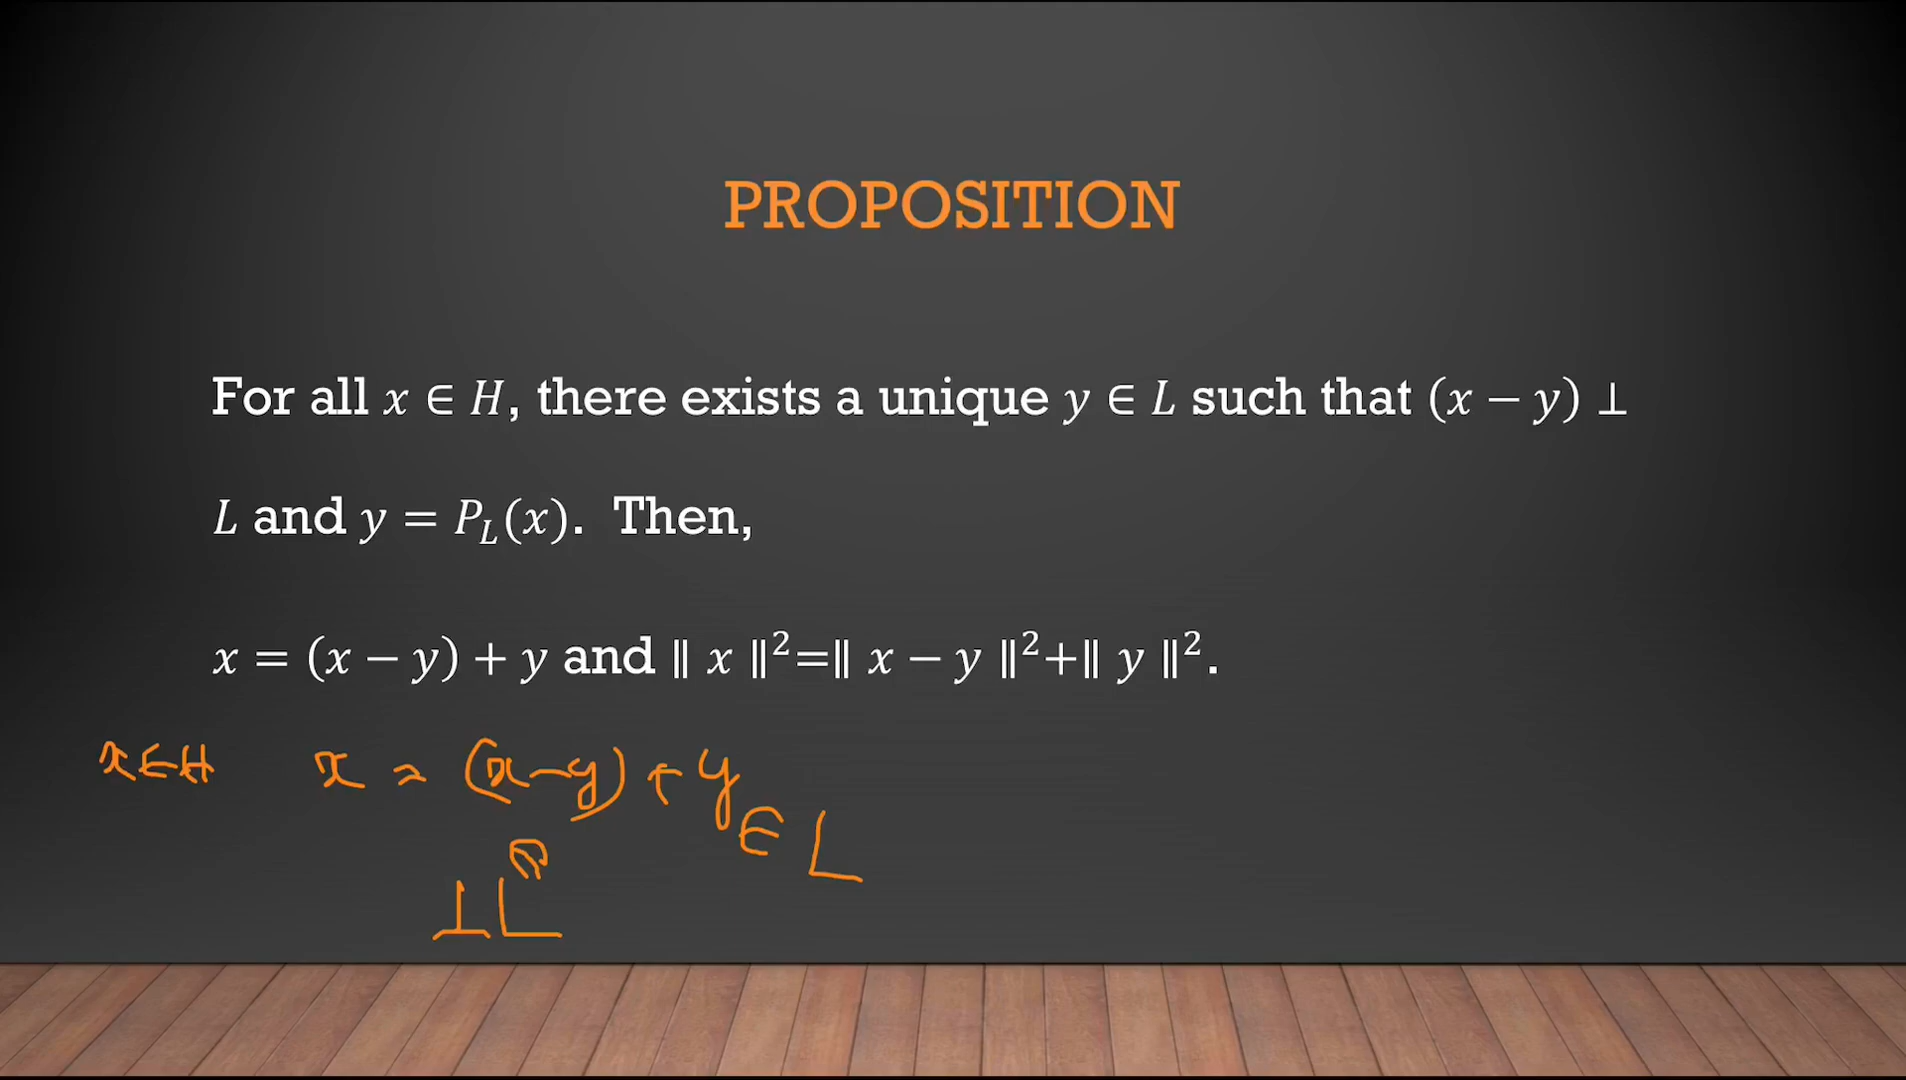 PROPOSITION
For all x ∈ H, there exists a unique y ∈ L such that (x − y) ⊥
L and y = P_L(x). Then,
x = (x − y) + y and ‖ x ‖²=‖ x − y ‖²+‖ y ‖².
x∈H x = (x−y) + y
∈ L
⊥L